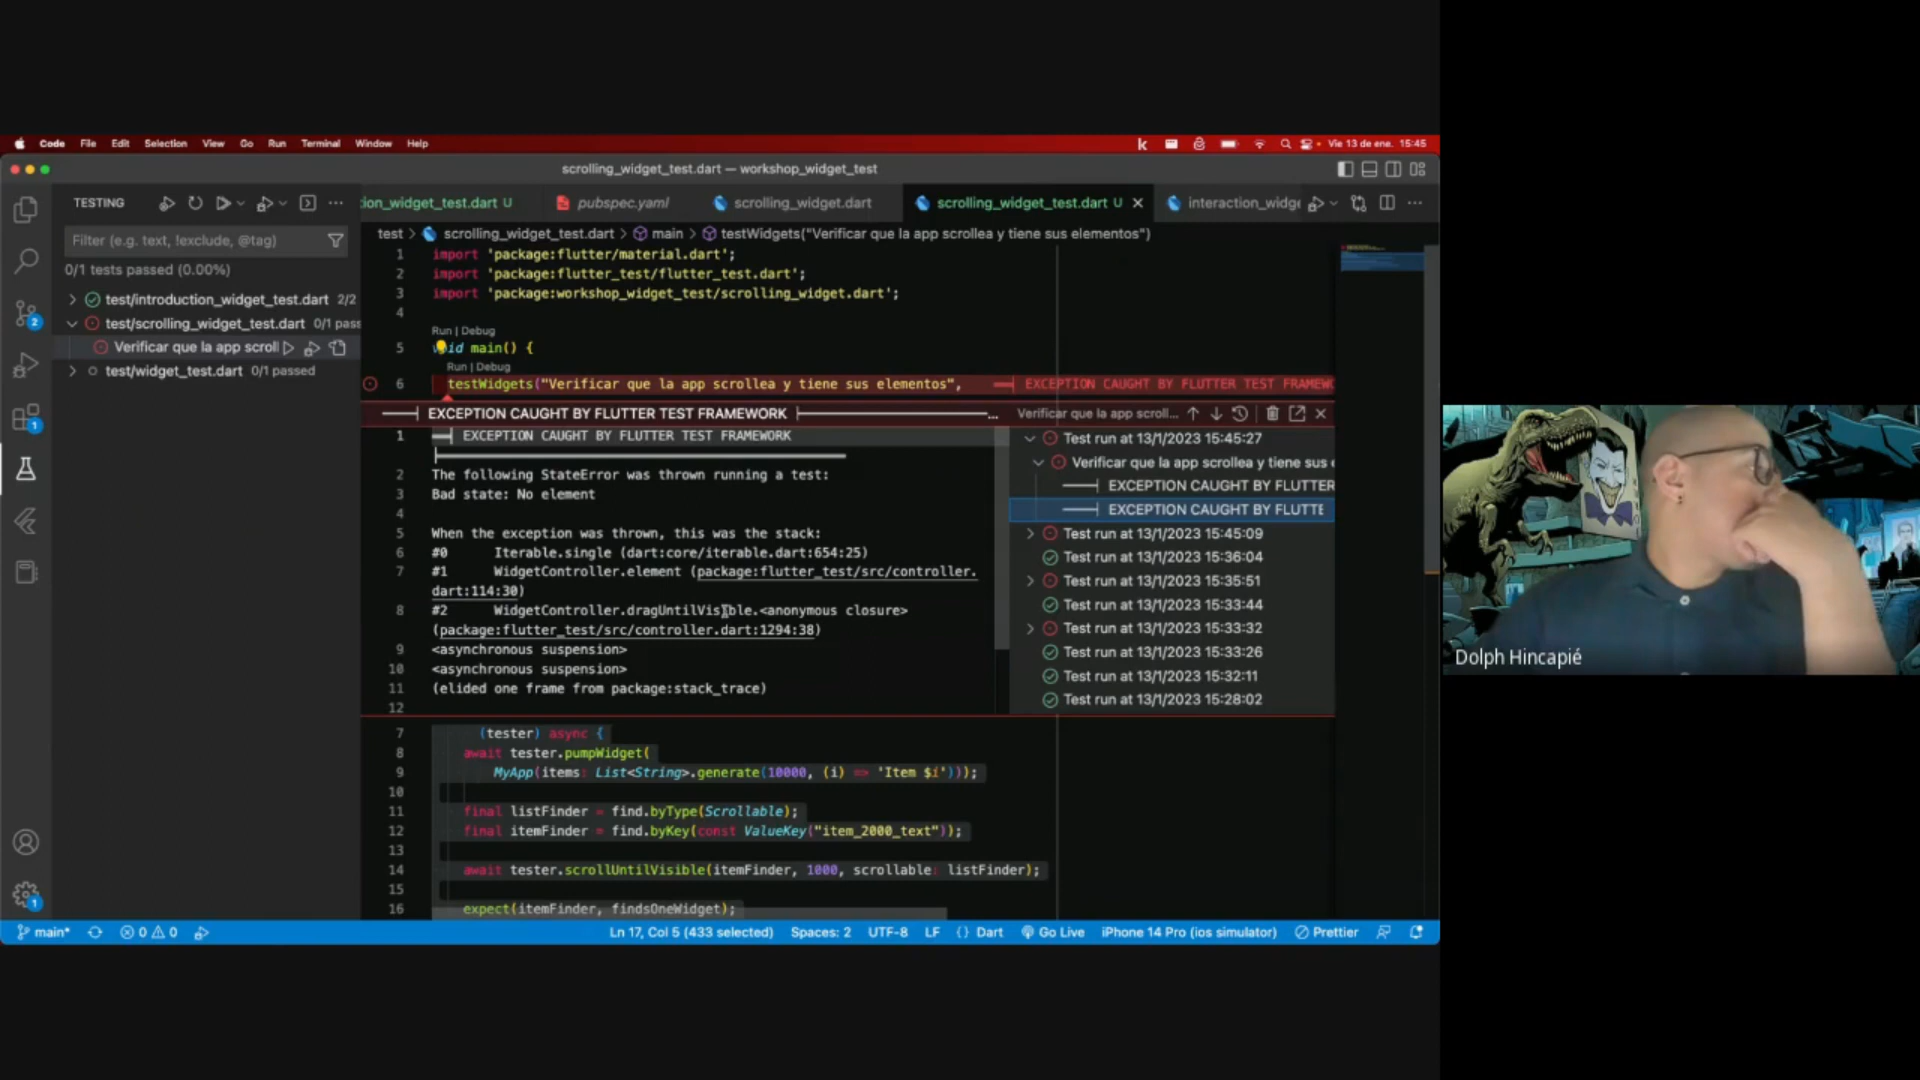 Code File Edit Selection View Go Run Terminal Window Help
Vie 13 de ene. 15:45
scrolling_widget_test.dart — workshop_widget_test
TESTING
ion_widget_test.dart U
pubspec.yaml
scrolling_widget.dart
scrolling_widget_test.dart U
interaction_widge
Filter (e.g. text, !exclude, @tag)
0/1 tests passed (0.00%)
test/introduction_widget_test.dart 2/2
test/scrolling_widget_test.dart 0/1 pass
Verificar que la app scroll
test/widget_test.dart 0/1 passed
test > scrolling_widget_test.dart > main > testWidgets("Verificar que la app scrollea y tiene sus elementos")
1 import 'package:flutter/material.dart';
2 import 'package:flutter_test/flutter_test.dart';
3 import 'package:workshop_widget_test/scrolling_widget.dart';
4
Run | Debug
5 void main() {
Run | Debug
6 testWidgets("Verificar que la app scrollea y tiene sus elementos", EXCEPTION CAUGHT BY FLUTTER TEST FRAMEWO
EXCEPTION CAUGHT BY FLUTTER TEST FRAMEWORK ... Verificar que la app scroll...
1 EXCEPTION CAUGHT BY FLUTTER TEST FRAMEWORK
2 The following StateError was thrown running a test:
3 Bad state: No element
4
5 When the exception was thrown, this was the stack:
6 #0 Iterable.single (dart:core/iterable.dart:654:25)
7 #1 WidgetController.element (package:flutter_test/src/controller.
dart:114:30)
8 #2 WidgetController.dragUntilVisible.<anonymous closure>
(package:flutter_test/src/controller.dart:1294:38)
9 <asynchronous suspension>
10 <asynchronous suspension>
11 (elided one frame from package:stack_trace)
12
Test run at 13/1/2023 15:45:27
Verificar que la app scrollea y tiene sus e
EXCEPTION CAUGHT BY FLUTTER
EXCEPTION CAUGHT BY FLUTTE
Test run at 13/1/2023 15:45:09
Test run at 13/1/2023 15:36:04
Test run at 13/1/2023 15:35:51
Test run at 13/1/2023 15:33:44
Test run at 13/1/2023 15:33:32
Test run at 13/1/2023 15:33:26
Test run at 13/1/2023 15:32:11
Test run at 13/1/2023 15:28:02
7 (tester) async {
8 await tester.pumpWidget(
9 MyApp(items: List<String>.generate(10000, (i) => 'Item $i')));
10
11 final listFinder = find.byType(Scrollable);
12 final itemFinder = find.byKey(const ValueKey("item_2000_text"));
13
14 await tester.scrollUntilVisible(itemFinder, 1000, scrollable: listFinder);
15
16 expect(itemFinder, findsOneWidget);
2
1
1
main* 0 0 Ln 17, Col 5 (433 selected) Spaces: 2 UTF-8 LF {} Dart Go Live iPhone 14 Pro (ios simulator) Prettier
Dolph Hincapié